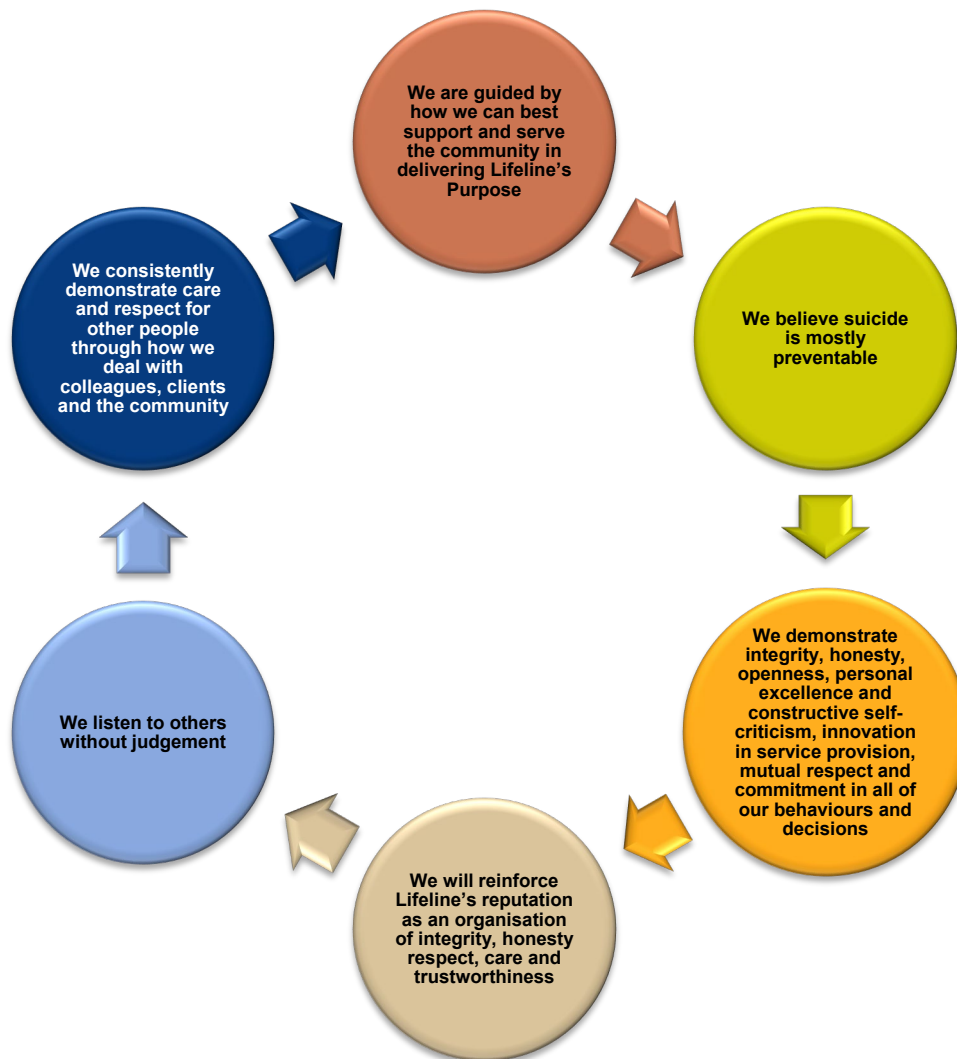 We are guided by
how we can best
support and serve
the community in
delivering Lifeline’s
Purpose
We believe suicide
is mostly
preventable
We demonstrate
integrity, honesty,
openness, personal
excellence and
constructive self-
criticism, innovation
in service provision,
mutual respect and
commitment in all of
our behaviours and
decisions
We will reinforce
Lifeline’s reputation
as an organisation
of integrity, honesty
respect, care and
trustworthiness
We listen to others
without judgement
We consistently
demonstrate care
and respect for
other people
through how we
deal with
colleagues, clients
and the community